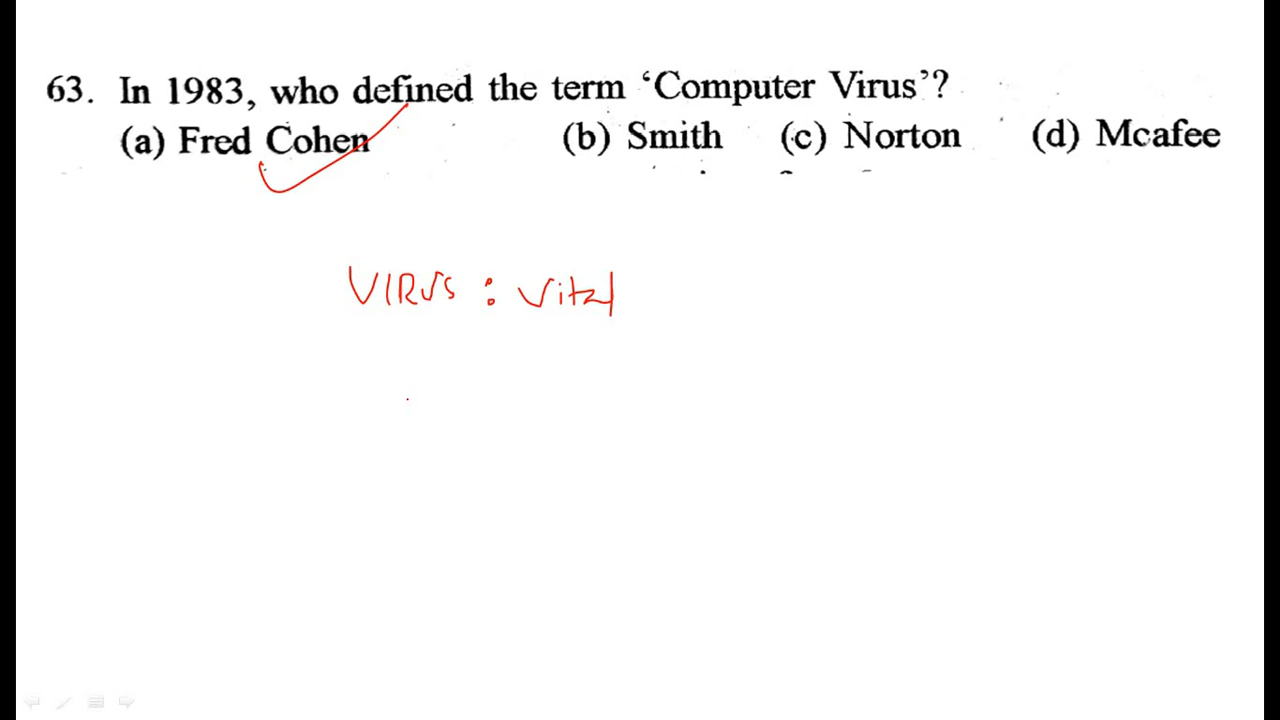 63. In 1983, who defined the term ‘Computer Virus’?
(a) Fred Cohen (b) Smith (c) Norton (d) Mcafee
VIRUS : Vital